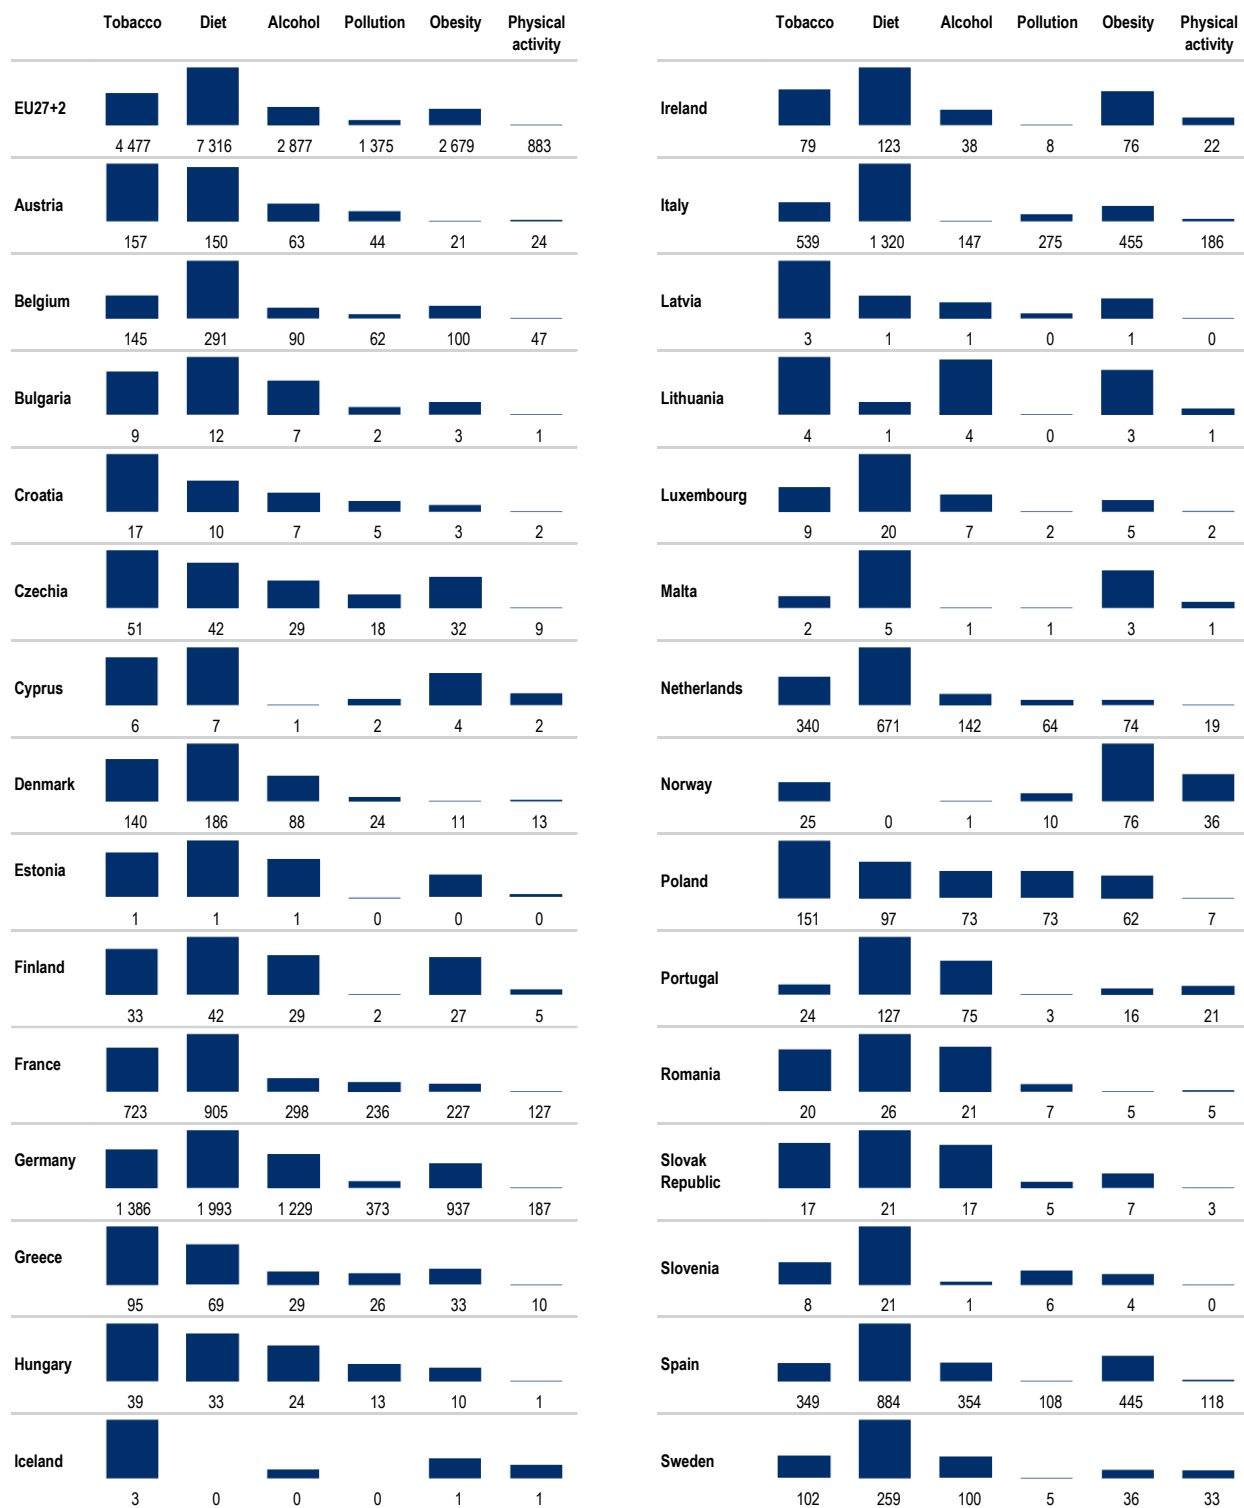 Tobacco Diet Alcohol Pollution Obesity Physical activity
EU27+2
4 477 7 316 2 877 1 375 2 679 883
Austria
157 150 63 44 21 24
Belgium
145 291 90 62 100 47
Bulgaria
9 12 7 2 3 1
Croatia
17 10 7 5 3 2
Czechia
51 42 29 18 32 9
Cyprus
6 7 1 2 4 2
Denmark
140 186 88 24 11 13
Estonia
1 1 1 0 0 0
Finland
33 42 29 2 27 5
France
723 905 298 236 227 127
Germany
1 386 1 993 1 229 373 937 187
Greece
95 69 29 26 33 10
Hungary
39 33 24 13 10 1
Iceland
3 0 0 0 1 1
Tobacco Diet Alcohol Pollution Obesity Physical activity
Ireland
79 123 38 8 76 22
Italy
539 1 320 147 275 455 186
Latvia
3 1 1 0 1 0
Lithuania
4 1 4 0 3 1
Luxembourg
9 20 7 2 5 2
Malta
2 5 1 1 3 1
Netherlands
340 671 142 64 74 19
Norway
25 0 1 10 76 36
Poland
151 97 73 73 62 7
Portugal
24 127 75 3 16 21
Romania
20 26 21 7 5 5
Slovak
Republic
17 21 17 5 7 3
Slovenia
8 21 1 6 4 0
Spain
349 884 354 108 445 118
Sweden
102 259 100 5 36 33